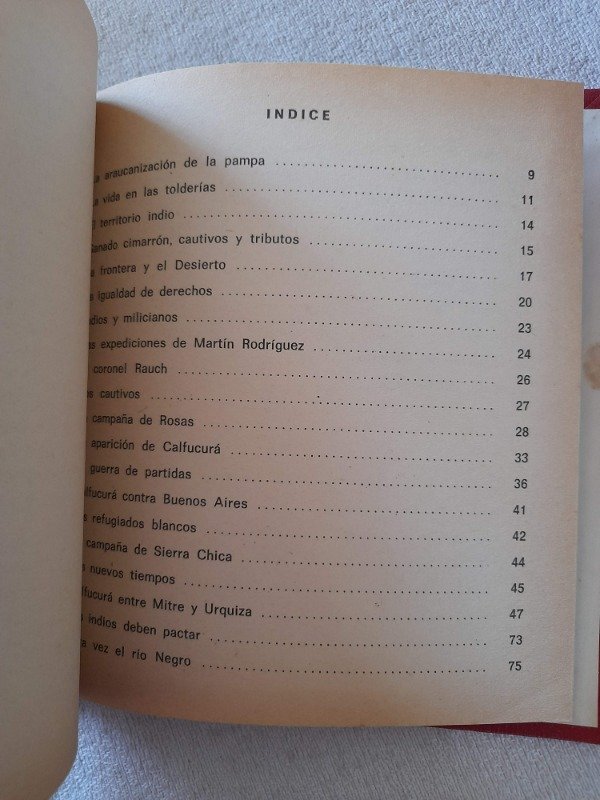 INDICE
a araucanización de la pampa 9
a vida en las tolderías 11
territorio indio 14
anado cimarrón, cautivos y tributos 15
a frontera y el Desierto 17
igualdad de derechos 20
dios y milicianos 23
as expediciones de Martín Rodríguez 24
coronel Rauch 26
os cautivos 27
campaña de Rosas 28
aparición de Calfucurá 33
guerra de partidas 36
alfucurá contra Buenos Aires 41
s refugiados blancos 42
campaña de Sierra Chica 44
nuevos tiempos 45
lfucurá entre Mitre y Urquiza 47
indios deben pactar 73
a vez el río Negro 75